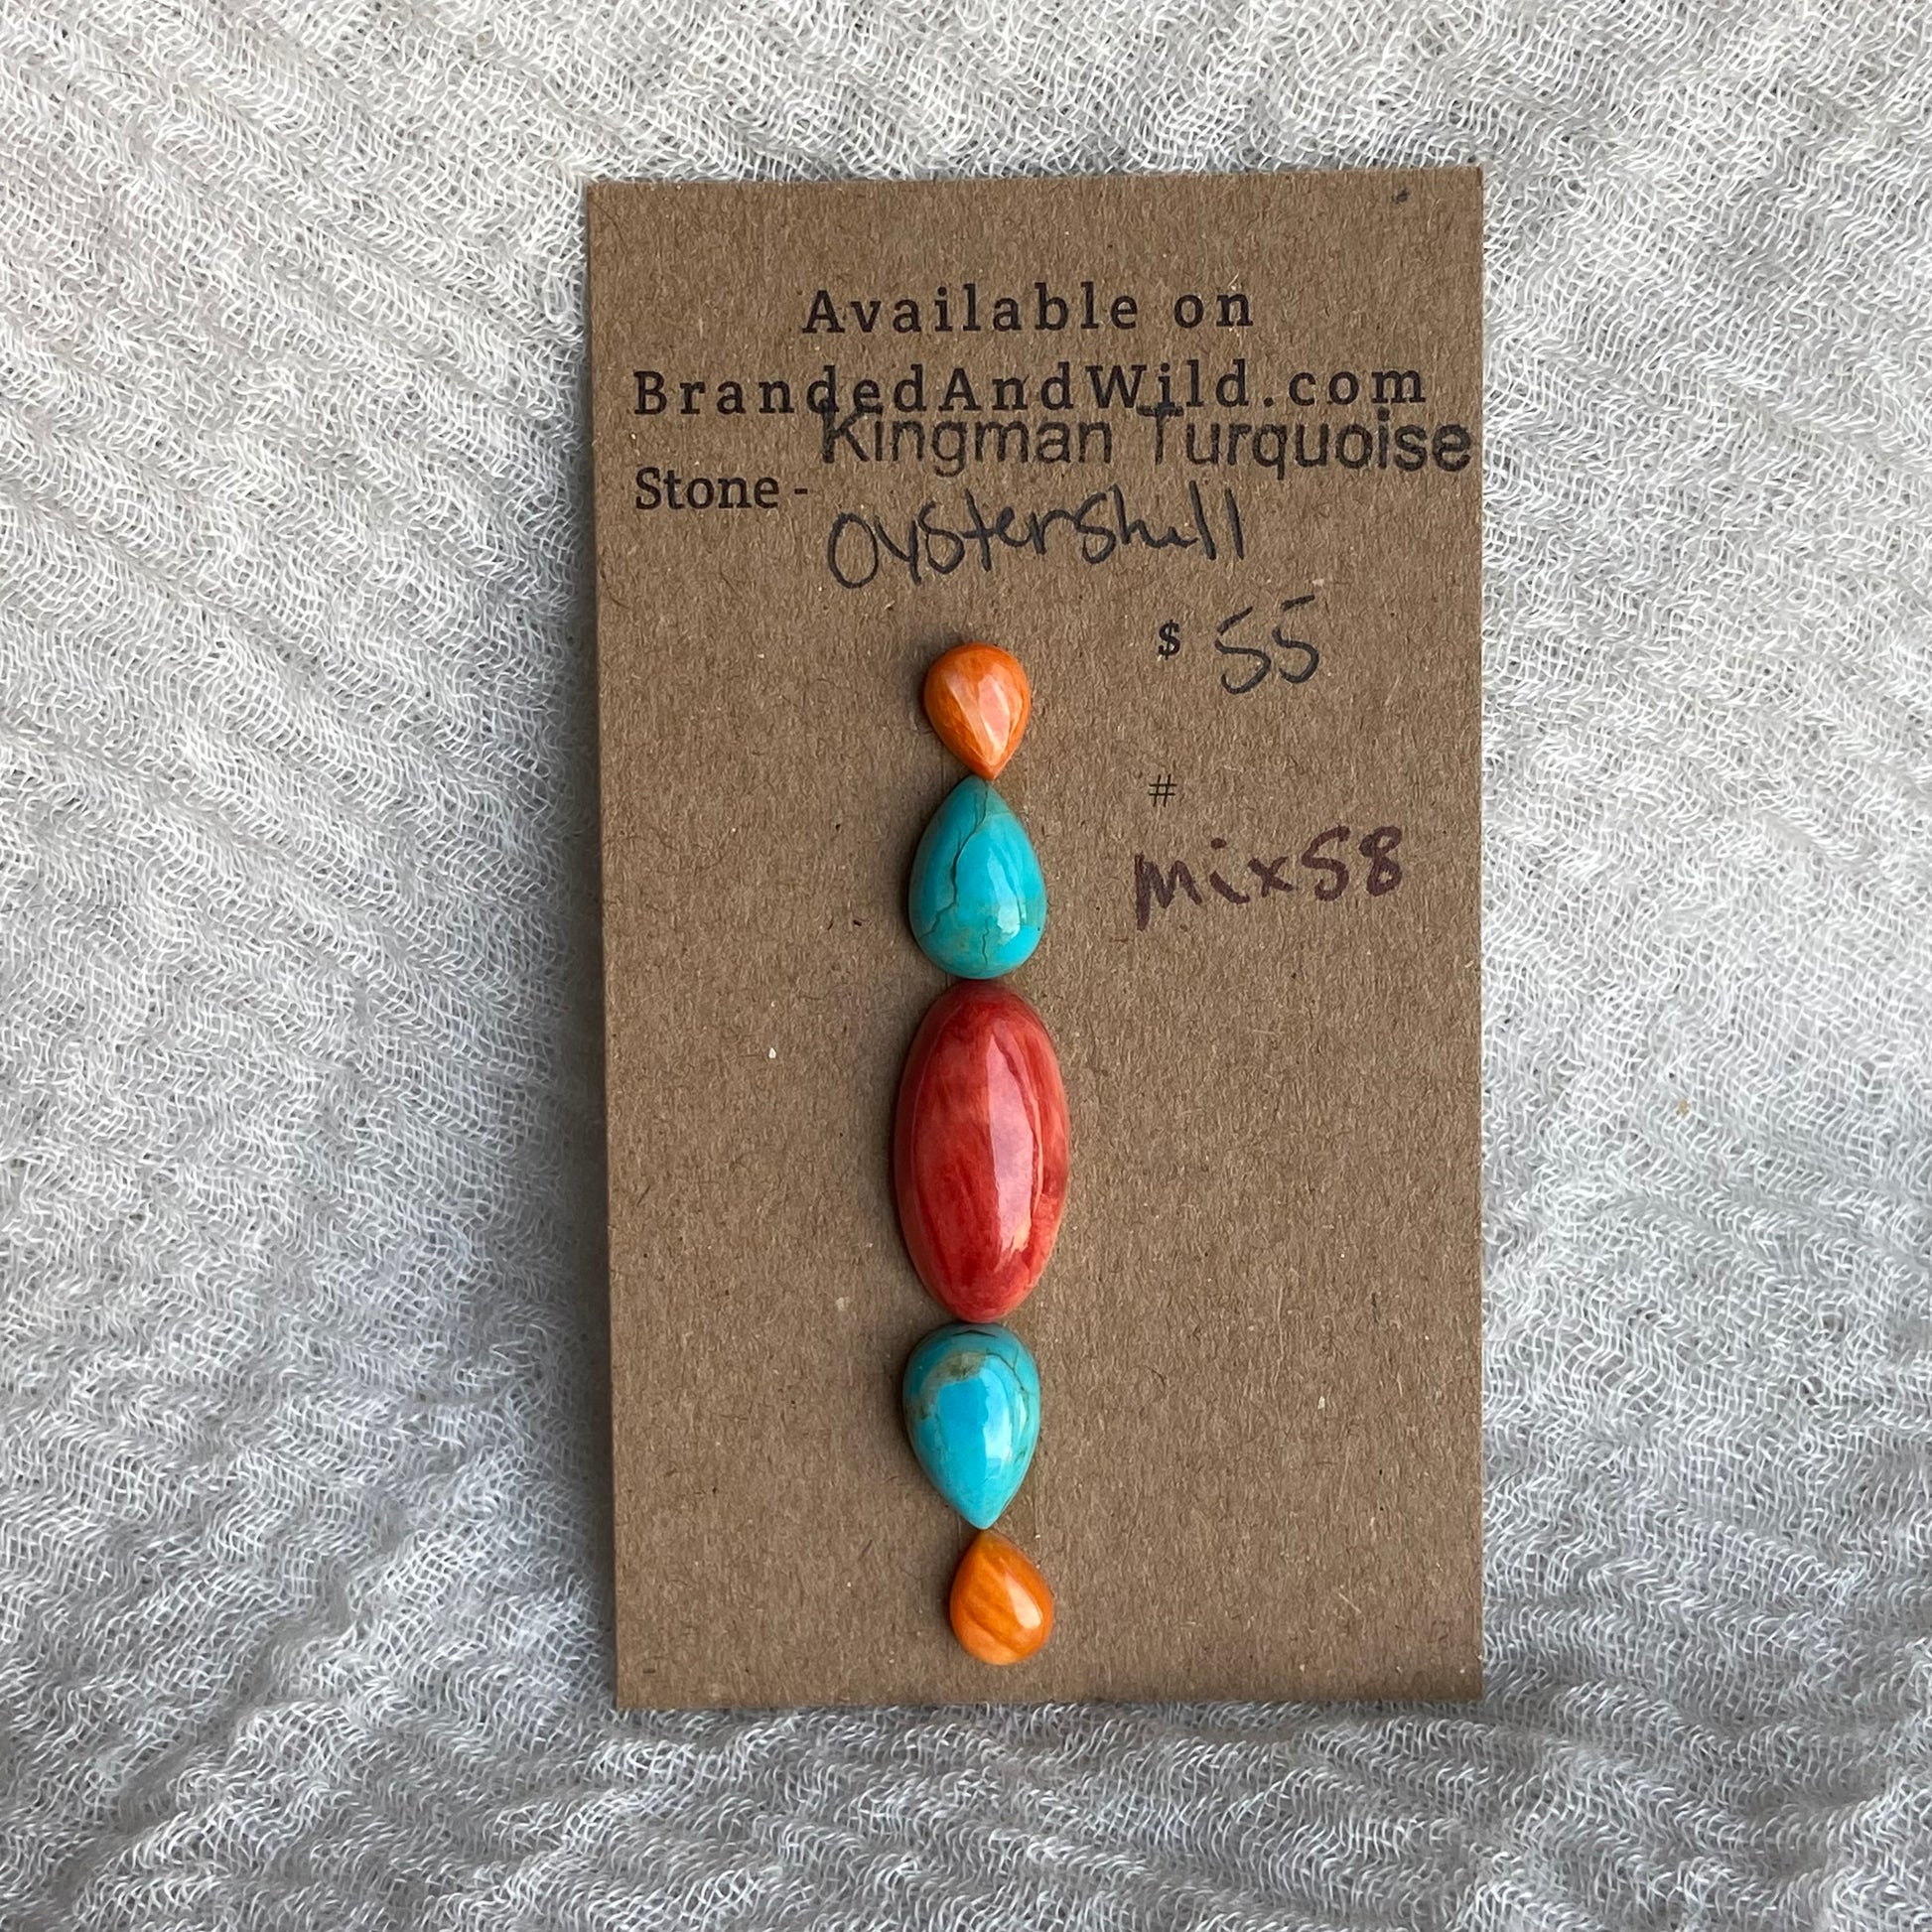 Available on
BrandedAndWild.com
Kingman Turquoise
Stone -
Oystershell
$ 55
#
Mix58